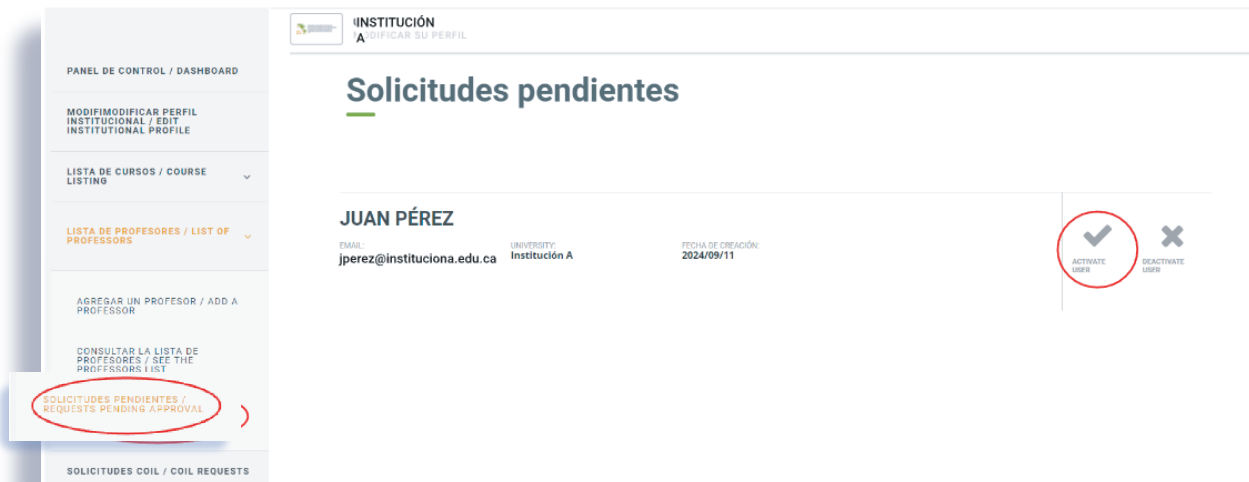 INSTITUCIÓN
A
MODIFICAR SU PERFIL
PANEL DE CONTROL / DASHBOARD
MODIFIMODIFICAR PERFIL
INSTITUCIONAL / EDIT
INSTITUTIONAL PROFILE
LISTA DE CURSOS / COURSE
LISTING
LISTA DE PROFESORES / LIST OF
PROFESSORS
AGREGAR UN PROFESOR / ADD A
PROFESSOR
CONSULTAR LA LISTA DE
PROFESORES / SEE THE
PROFESSORS LIST
SOLICITUDES PENDIENTES /
REQUESTS PENDING APPROVAL
SOLICITUDES COIL / COIL REQUESTS
Solicitudes pendientes
JUAN PÉREZ
EMAIL:
jperez@instituciona.edu.ca
UNIVERSITY:
Institución A
FECHA DE CREACIÓN:
2024/09/11
ACTIVATE
USER
DEACTIVATE
USER